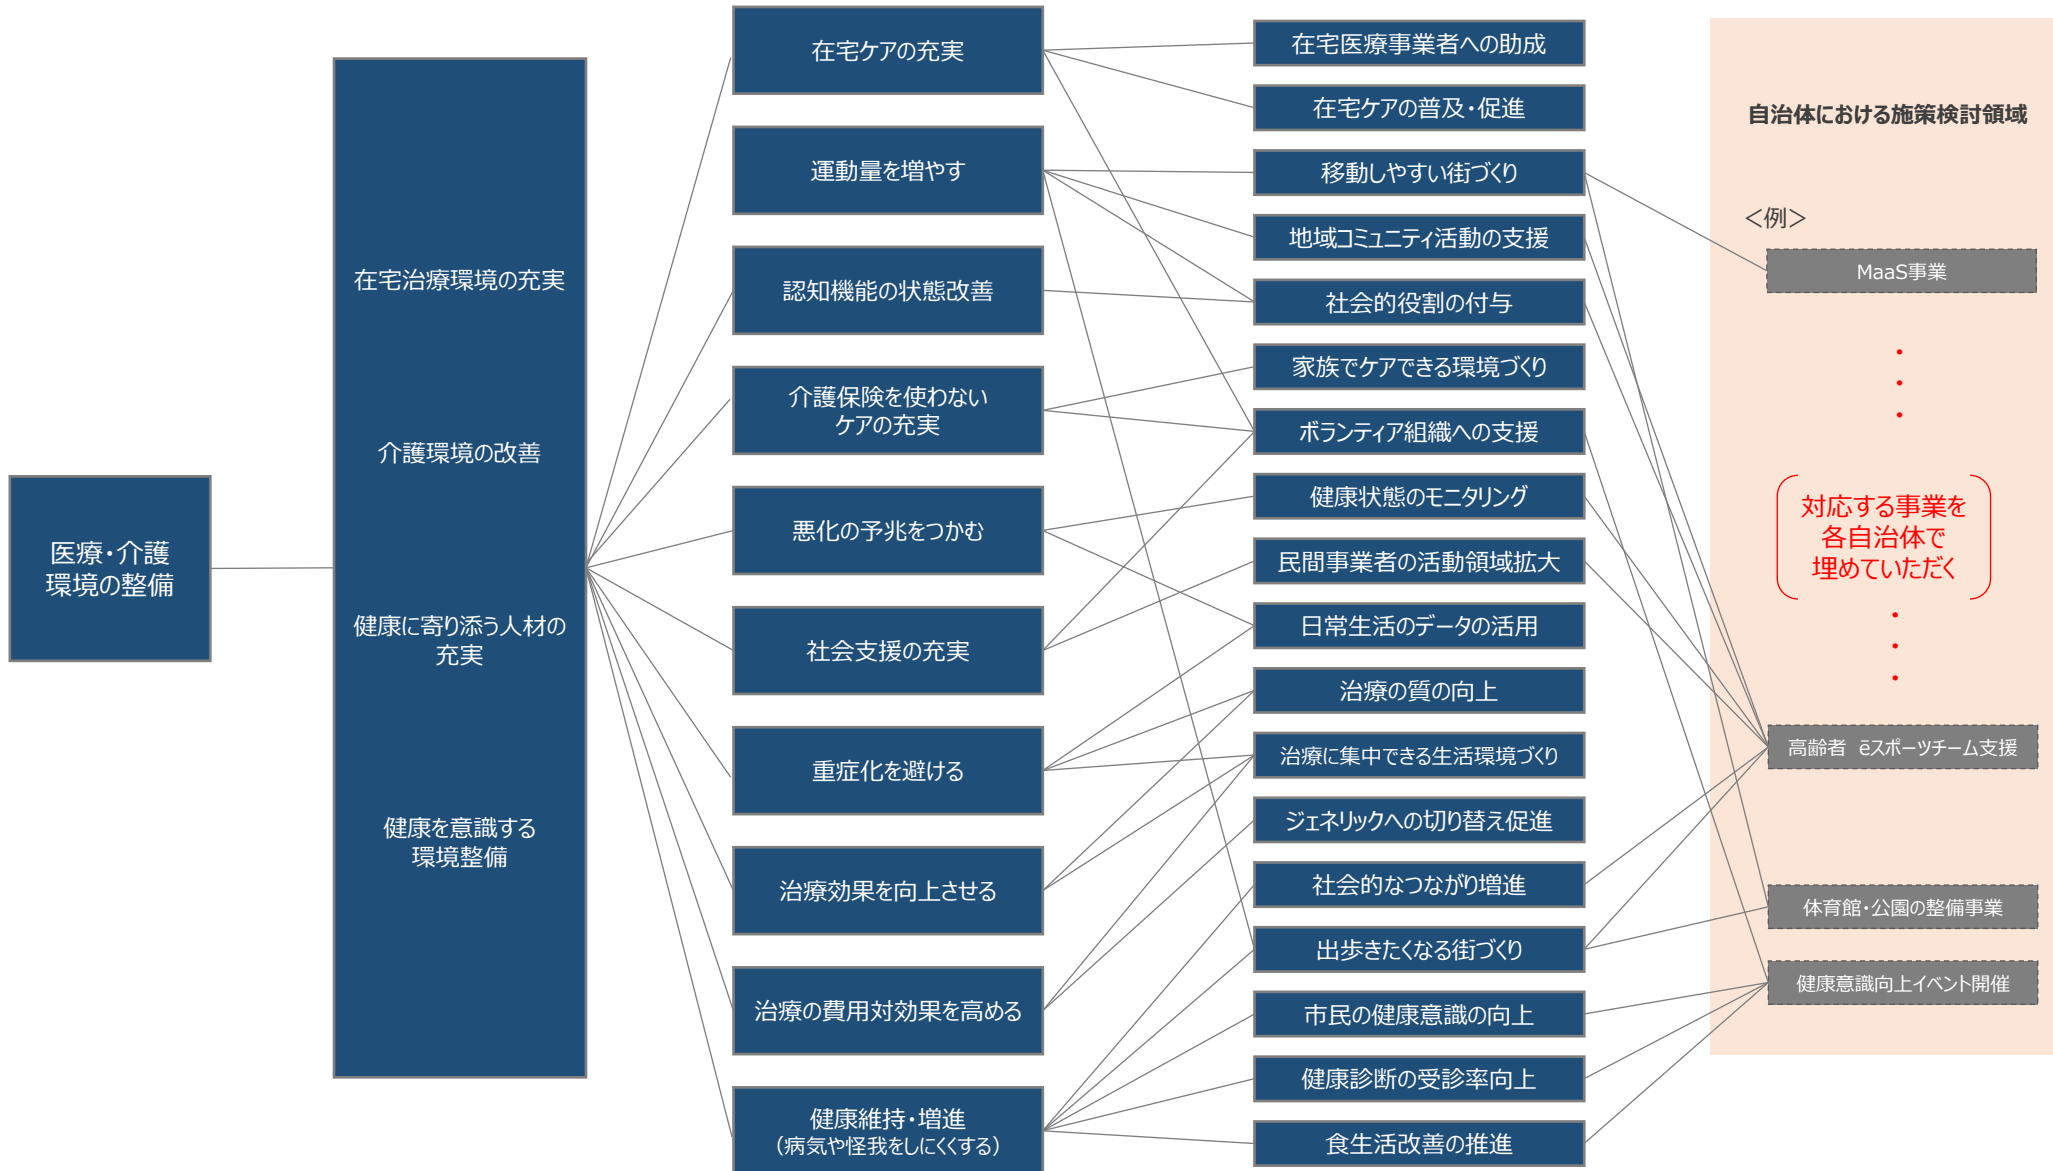 医療・介護
環境の整備
在宅治療環境の充実
介護環境の改善
健康に寄り添う人材の
充実
健康を意識する
環境整備
在宅ケアの充実
運動量を増やす
認知機能の状態改善
介護保険を使わない
ケアの充実
悪化の予兆をつかむ
社会支援の充実
重症化を避ける
治療効果を向上させる
治療の費用対効果を高める
健康維持・増進
（病気や怪我をしにくくする）
在宅医療事業者への助成
在宅ケアの普及・促進
移動しやすい街づくり
地域コミュニティ活動の支援
社会的役割の付与
家族でケアできる環境づくり
ボランティア組織への支援
健康状態のモニタリング
民間事業者の活動領域拡大
日常生活のデータの活用
治療の質の向上
治療に集中できる生活環境づくり
ジェネリックへの切り替え促進
社会的なつながり増進
出歩きたくなる街づくり
市民の健康意識の向上
健康診断の受診率向上
食生活改善の推進
自治体における施策検討領域
＜例＞
MaaS事業
・
・
・
対応する事業を
各自治体で
埋めていただく
・
・
・
高齢者　ēスポーツチーム支援
体育館・公園の整備事業
健康意識向上イベント開催